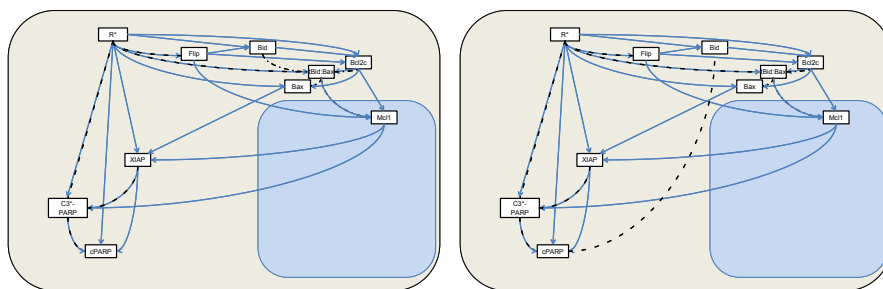 R*
Flip
Bid
Bcl2c
Bid:Bax
Bax
Mcl1
XIAP
C3*-
PARP
cPARP
R*
Flip
Bid
Bcl2c
Bid:Bax
Bax
Mcl1
XIAP
C3*-
PARP
cPARP